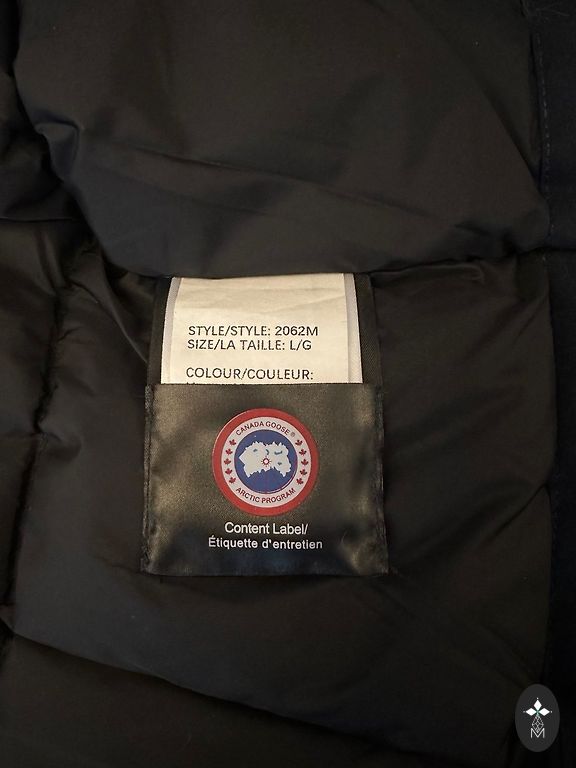 STYLE/STYLE: 2062M
SIZE/LA TAILLE: L/G
COLOUR/COULEUR:
CANADA GOOSE®
ARCTIC PROGRAM
Content Label/
Étiquette d'entretien
M